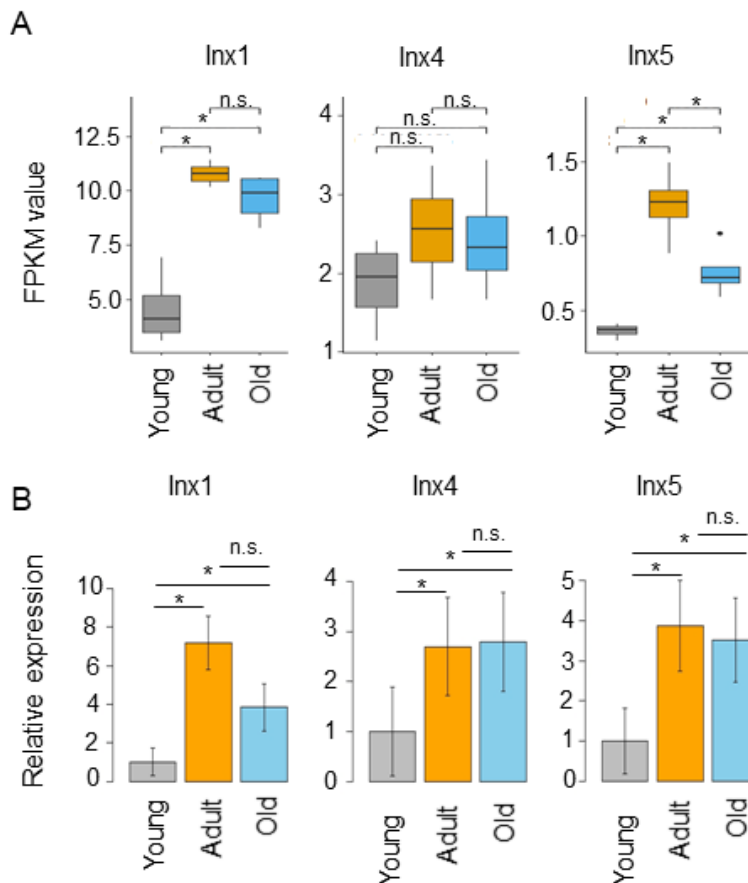 A
Inx1 Inx4 Inx5
FPKM value
12.5
10.0
7.5
5.0
n.s.
*
*
Young Adult Old
4
3
2
1
n.s.
n.s.
n.s.
Young Adult Old
1.5
1.0
0.5
*
*
*
Young Adult Old
B
Inx1 Inx4 Inx5
Relative expression
10
8
6
4
2
0
n.s.
*
*
Young Adult Old
4
3
2
1
0
n.s.
*
*
Young Adult Old
5
4
3
2
1
0
n.s.
*
*
Young Adult Old